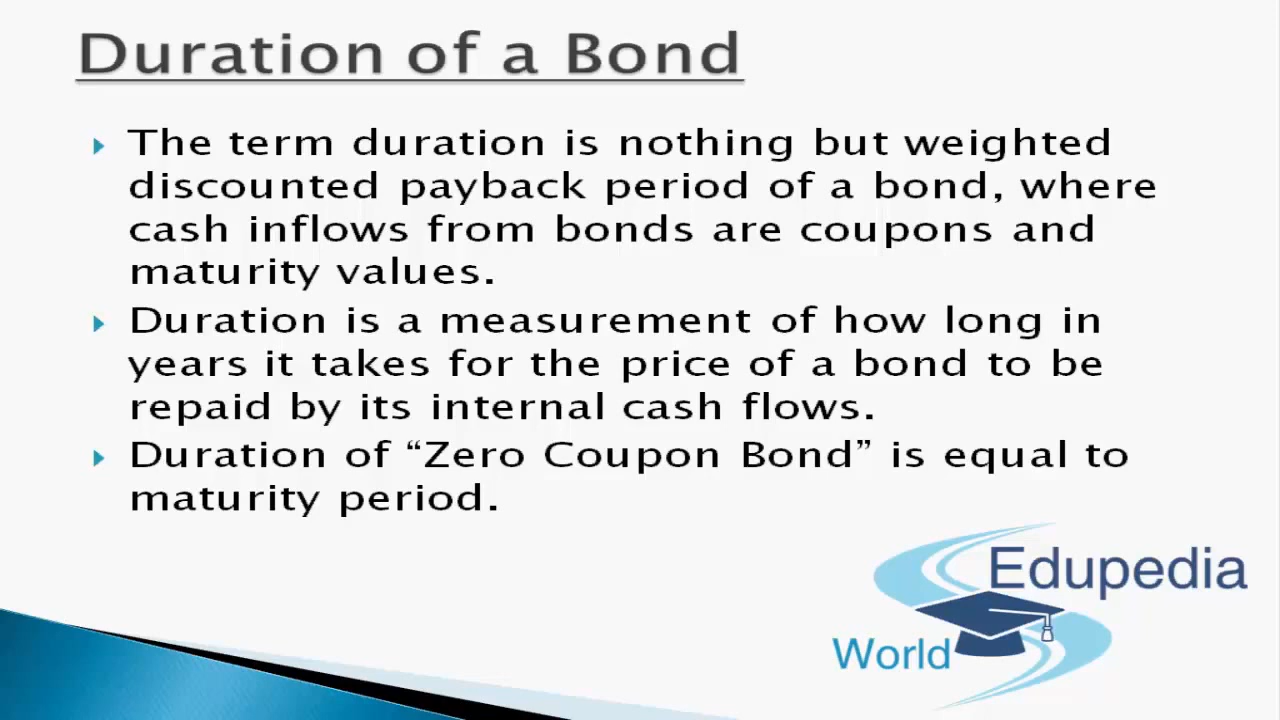 Duration of a Bond
The term duration is nothing but weighted
discounted payback period of a bond, where
cash inflows from bonds are coupons and
maturity values.
Duration is a measurement of how long in
years it takes for the price of a bond to be
repaid by its internal cash flows.
Duration of “Zero Coupon Bond” is equal to
maturity period.
Edupedia
World